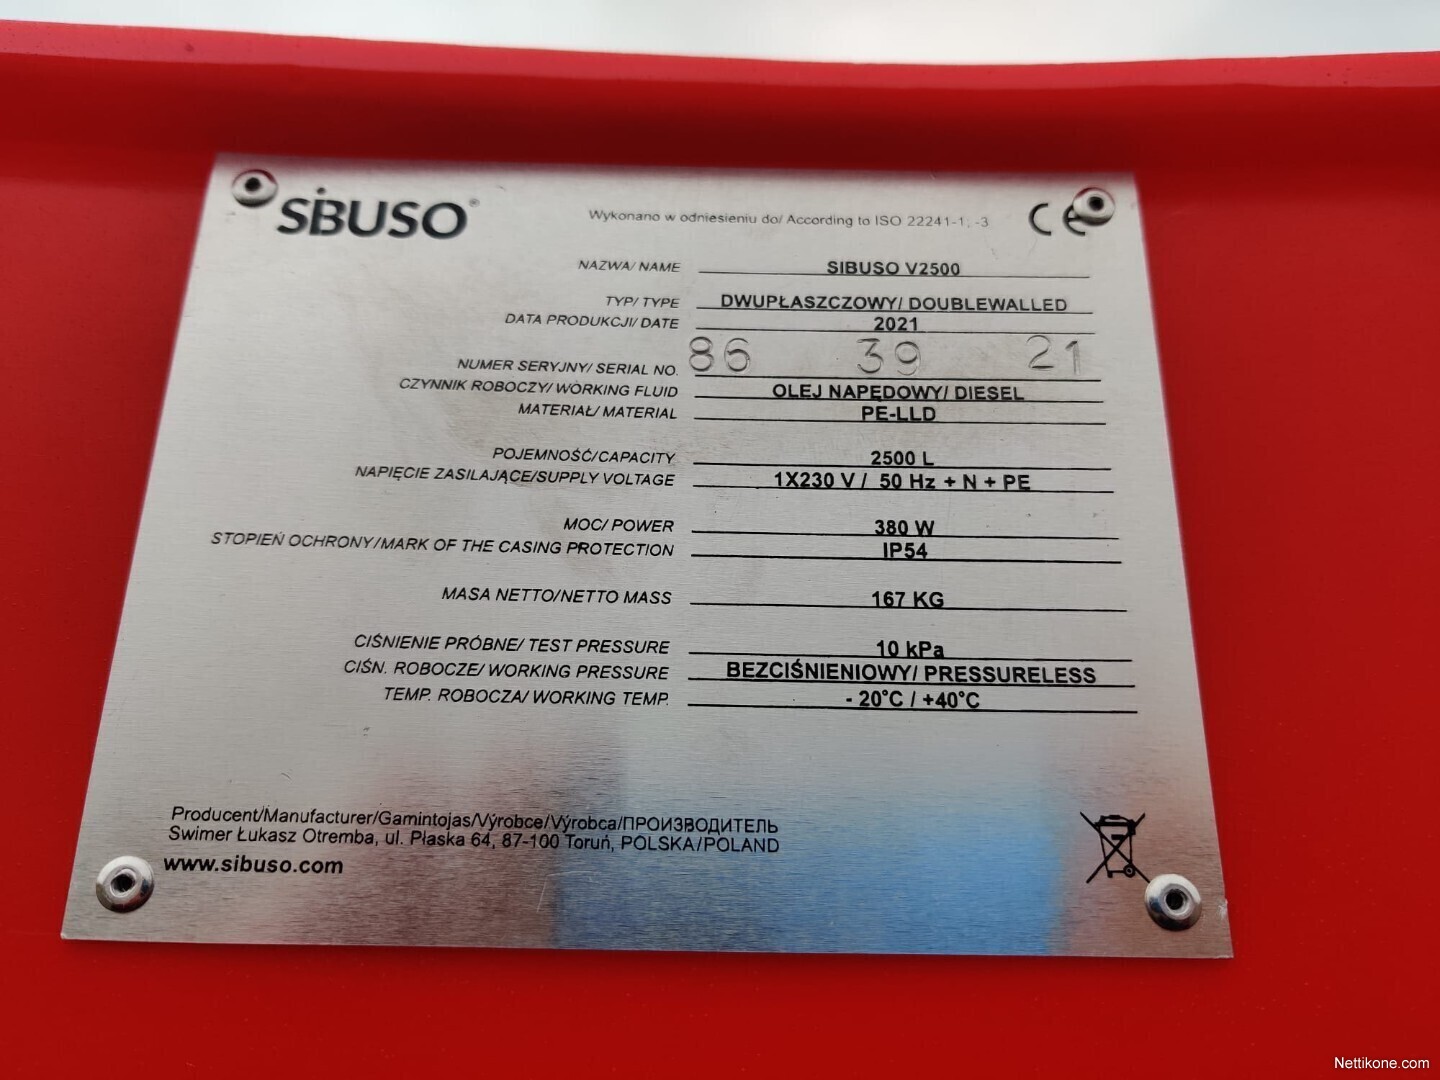 SIBUSO®
Wykonano w odniesieniu do/ According to ISO 22241-1, -3
CE
NAZWA/ NAME SIBUSO V2500
TYP/ TYPE DWUPŁASZCZOWY/ DOUBLEWALLED
DATA PRODUKCJI/ DATE 2021
NUMER SERYJNY/ SERIAL NO. 86 39 21
CZYNNIK ROBOCZY/ WORKING FLUID OLEJ NAPĘDOWY/ DIESEL
MATERIAŁ/ MATERIAL PE-LLD
POJEMNOŚĆ/CAPACITY 2500 L
NAPIĘCIE ZASILAJĄCE/SUPPLY VOLTAGE 1X230 V / 50 Hz + N + PE
MOC/ POWER 380 W
STOPIEŃ OCHRONY/MARK OF THE CASING PROTECTION IP54
MASA NETTO/NETTO MASS 167 KG
CIŚNIENIE PRÓBNE/ TEST PRESSURE 10 kPa
CIŚN. ROBOCZE/ WORKING PRESSURE BEZCIŚNIENIOWY/ PRESSURELESS
TEMP. ROBOCZA/ WORKING TEMP. - 20°C / +40°C
Producent/Manufacturer/Gamintojas/Výrobce/Výrobca/ПРОИЗВОДИТЕЛЬ
Swimer Łukasz Otremba, ul. Płaska 64, 87-100 Toruń, POLSKA/POLAND
www.sibuso.com
Nettikone.com